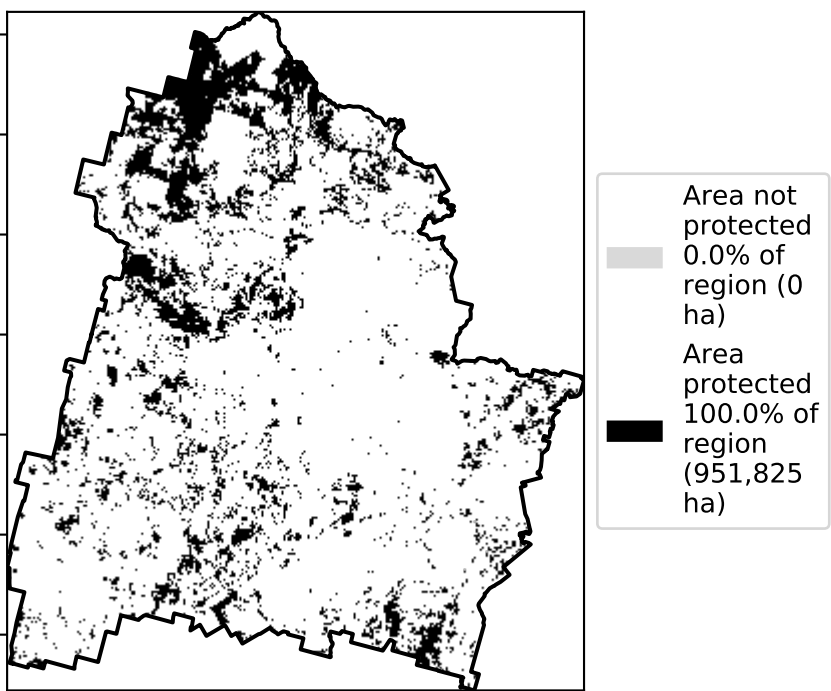 Area not
protected
0.0% of
region (0
ha)
Area
protected
100.0% of
region
(951,825
ha)